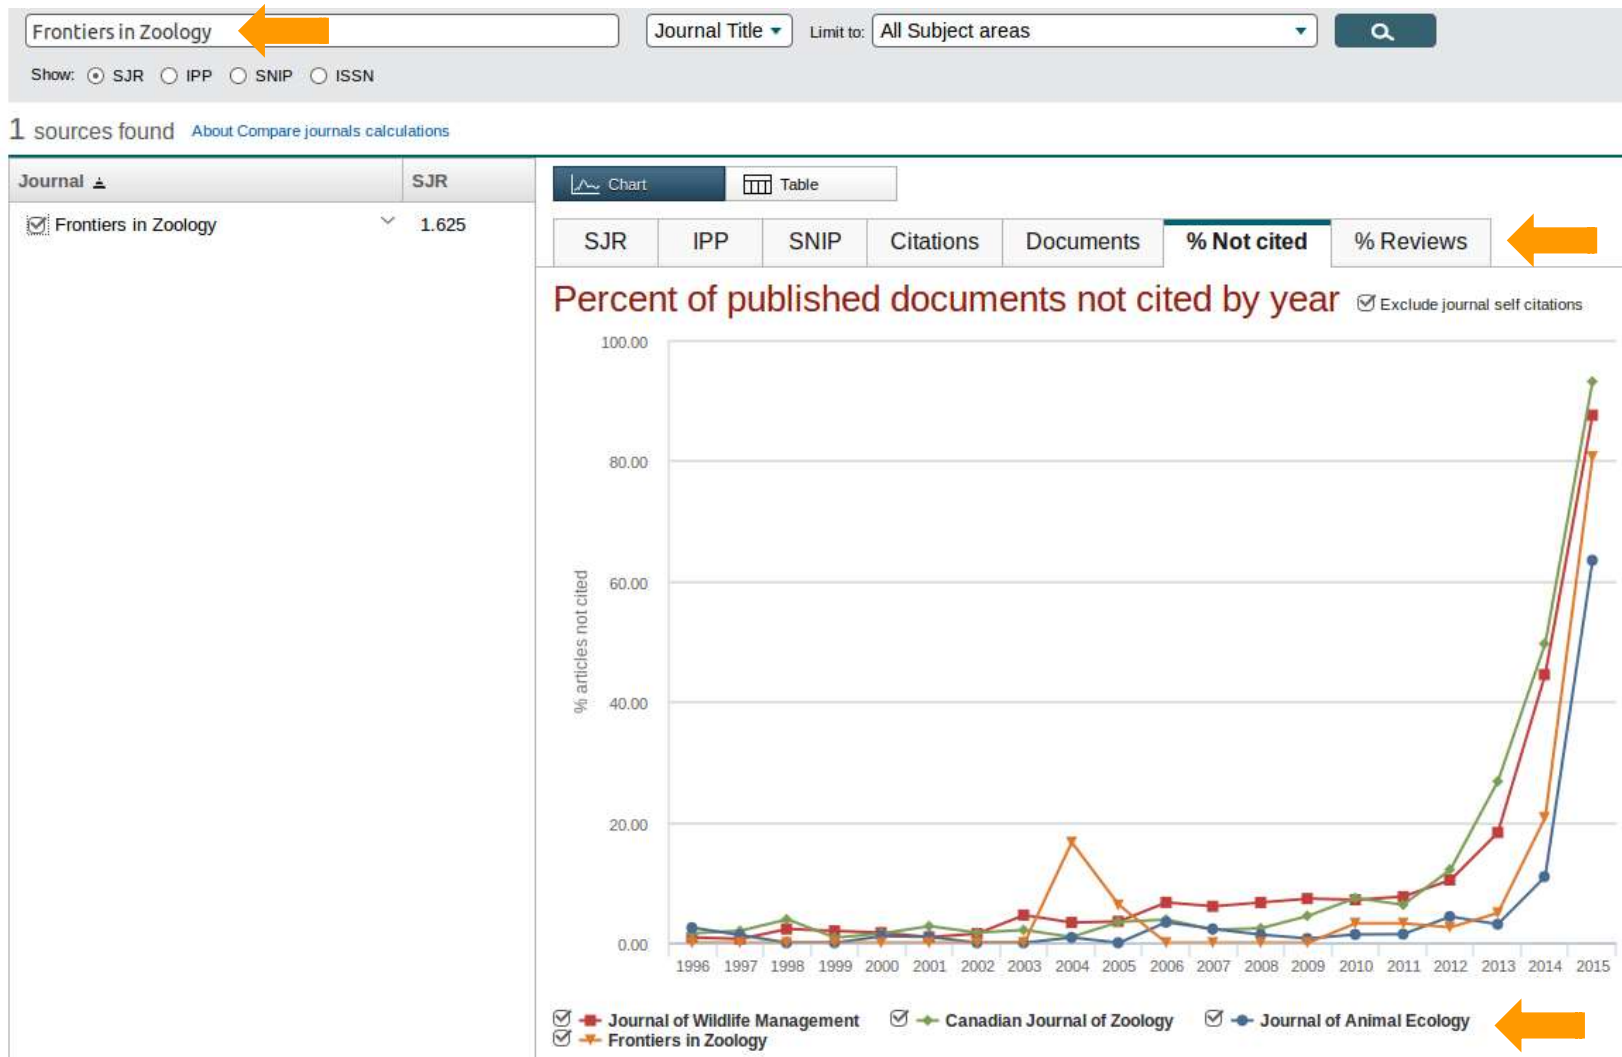 Frontiers in Zoology
Journal Title
Limit to:
All Subject areas
Show: SJR IPP SNIP ISSN
1 sources found About Compare journals calculations
Journal SJR
Frontiers in Zoology 1.625
Chart Table
SJR IPP SNIP Citations Documents % Not cited % Reviews
Percent of published documents not cited by year
Exclude journal self citations
% articles not cited
100.00
80.00
60.00
40.00
20.00
0.00
1996 1997 1998 1999 2000 2001 2002 2003 2004 2005 2006 2007 2008 2009 2010 2011 2012 2013 2014 2015
Journal of Wildlife Management Canadian Journal of Zoology Journal of Animal Ecology
Frontiers in Zoology